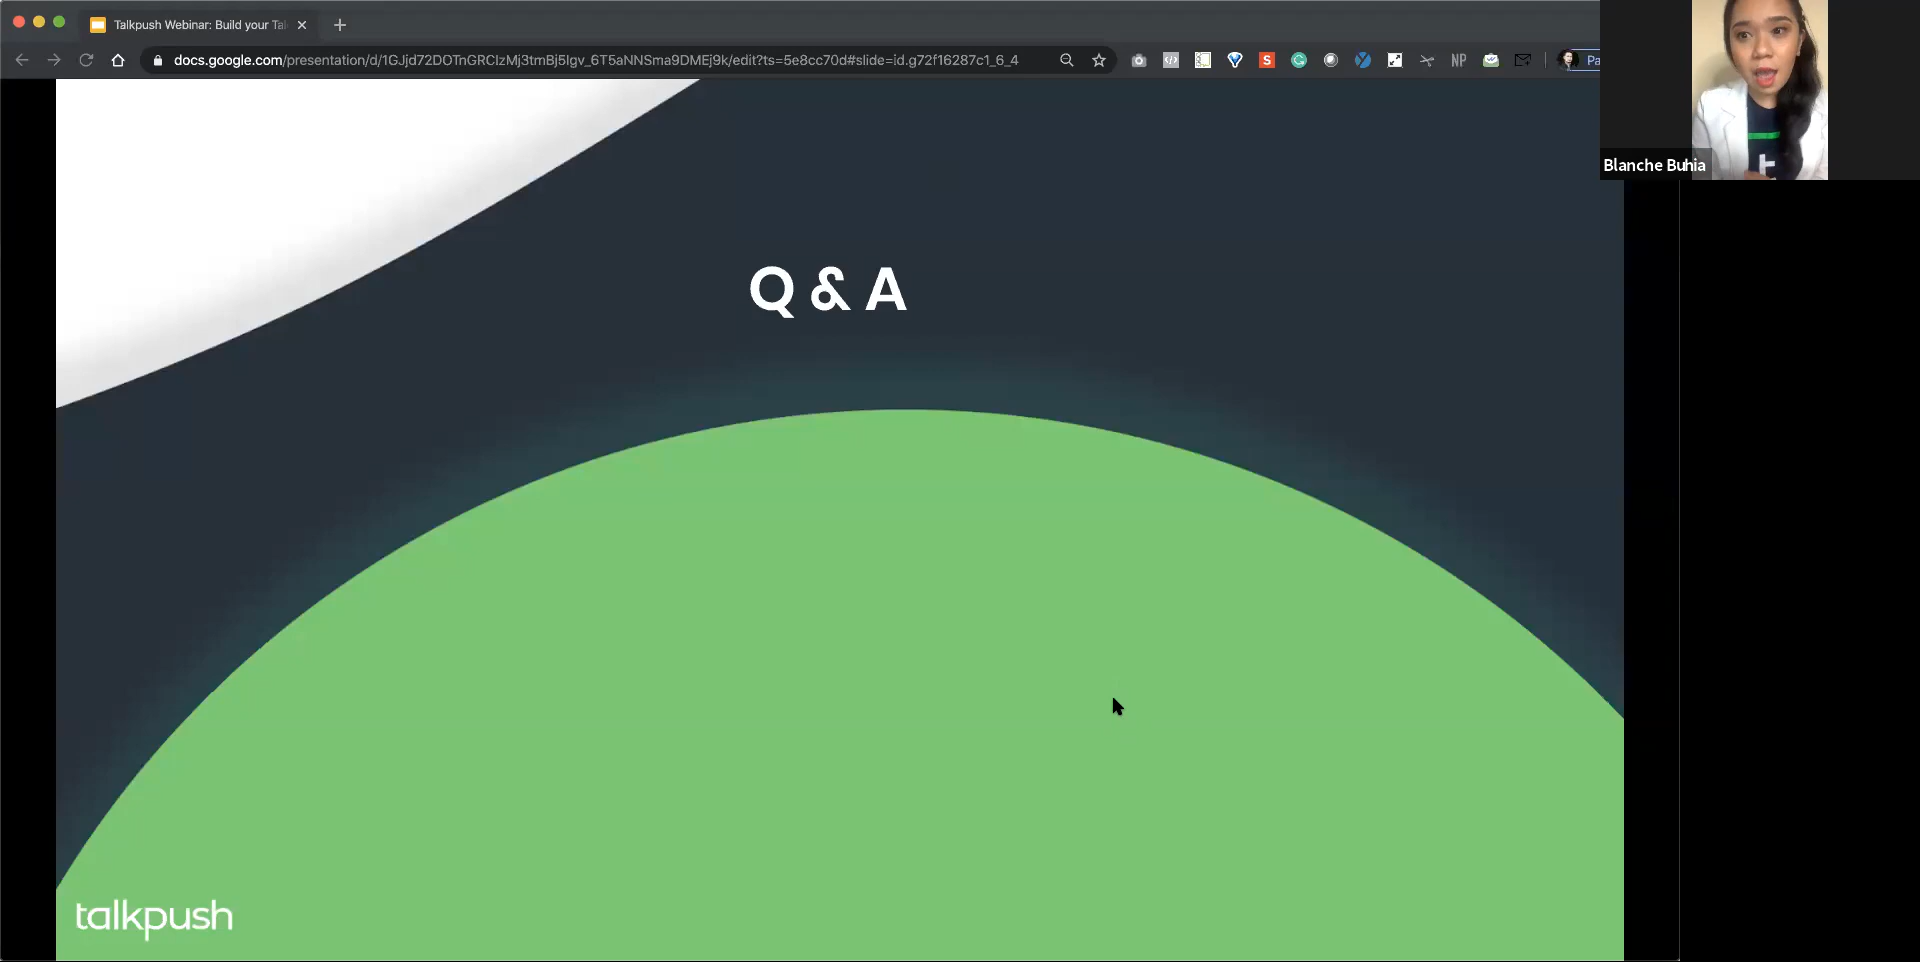 Talkpush Webinar: Build your Tal
docs.google.com/presentation/d/1GJjd72DOTnGRClzMj3tmBj5lgv_6T5aNNSma9DMEj9k/edit?ts=5e8cc70d#slide=id.g72f16287c1_6_4
S
NP
Pa
Blanche Buhia
Q & A
t
talkpush